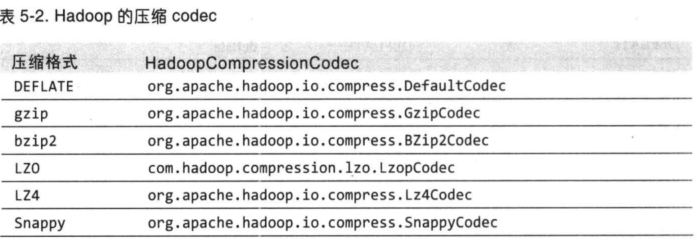 表 5-2. Hadoop 的压缩 codec
压缩格式 HadoopCompressionCodec
DEFLATE org.apache.hadoop.io.compress.DefaultCodec
gzip org.apache.hadoop.io.compress.GzipCodec
bzip2 org.apache.hadoop.io.compress.BZip2Codec
LZO com.hadoop.compression.lzo.LzopCodec
LZ4 org.apache.hadoop.io.compress.Lz4Codec
Snappy org.apache.hadoop.io.compress.SnappyCodec